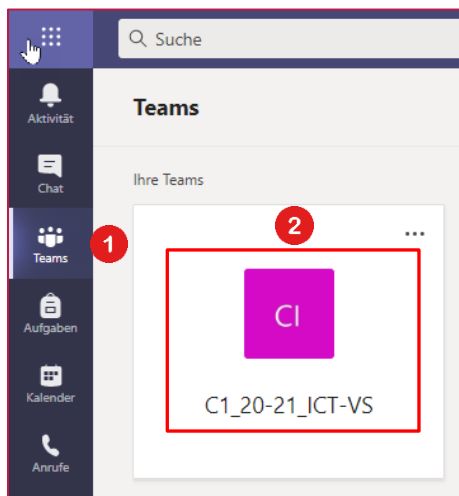 Suche
Aktivität
Teams
Chat
Ihre Teams
Teams
1
2
...
CI
C1_20-21_ICT-VS
Aufgaben
Kalender
Anrufe